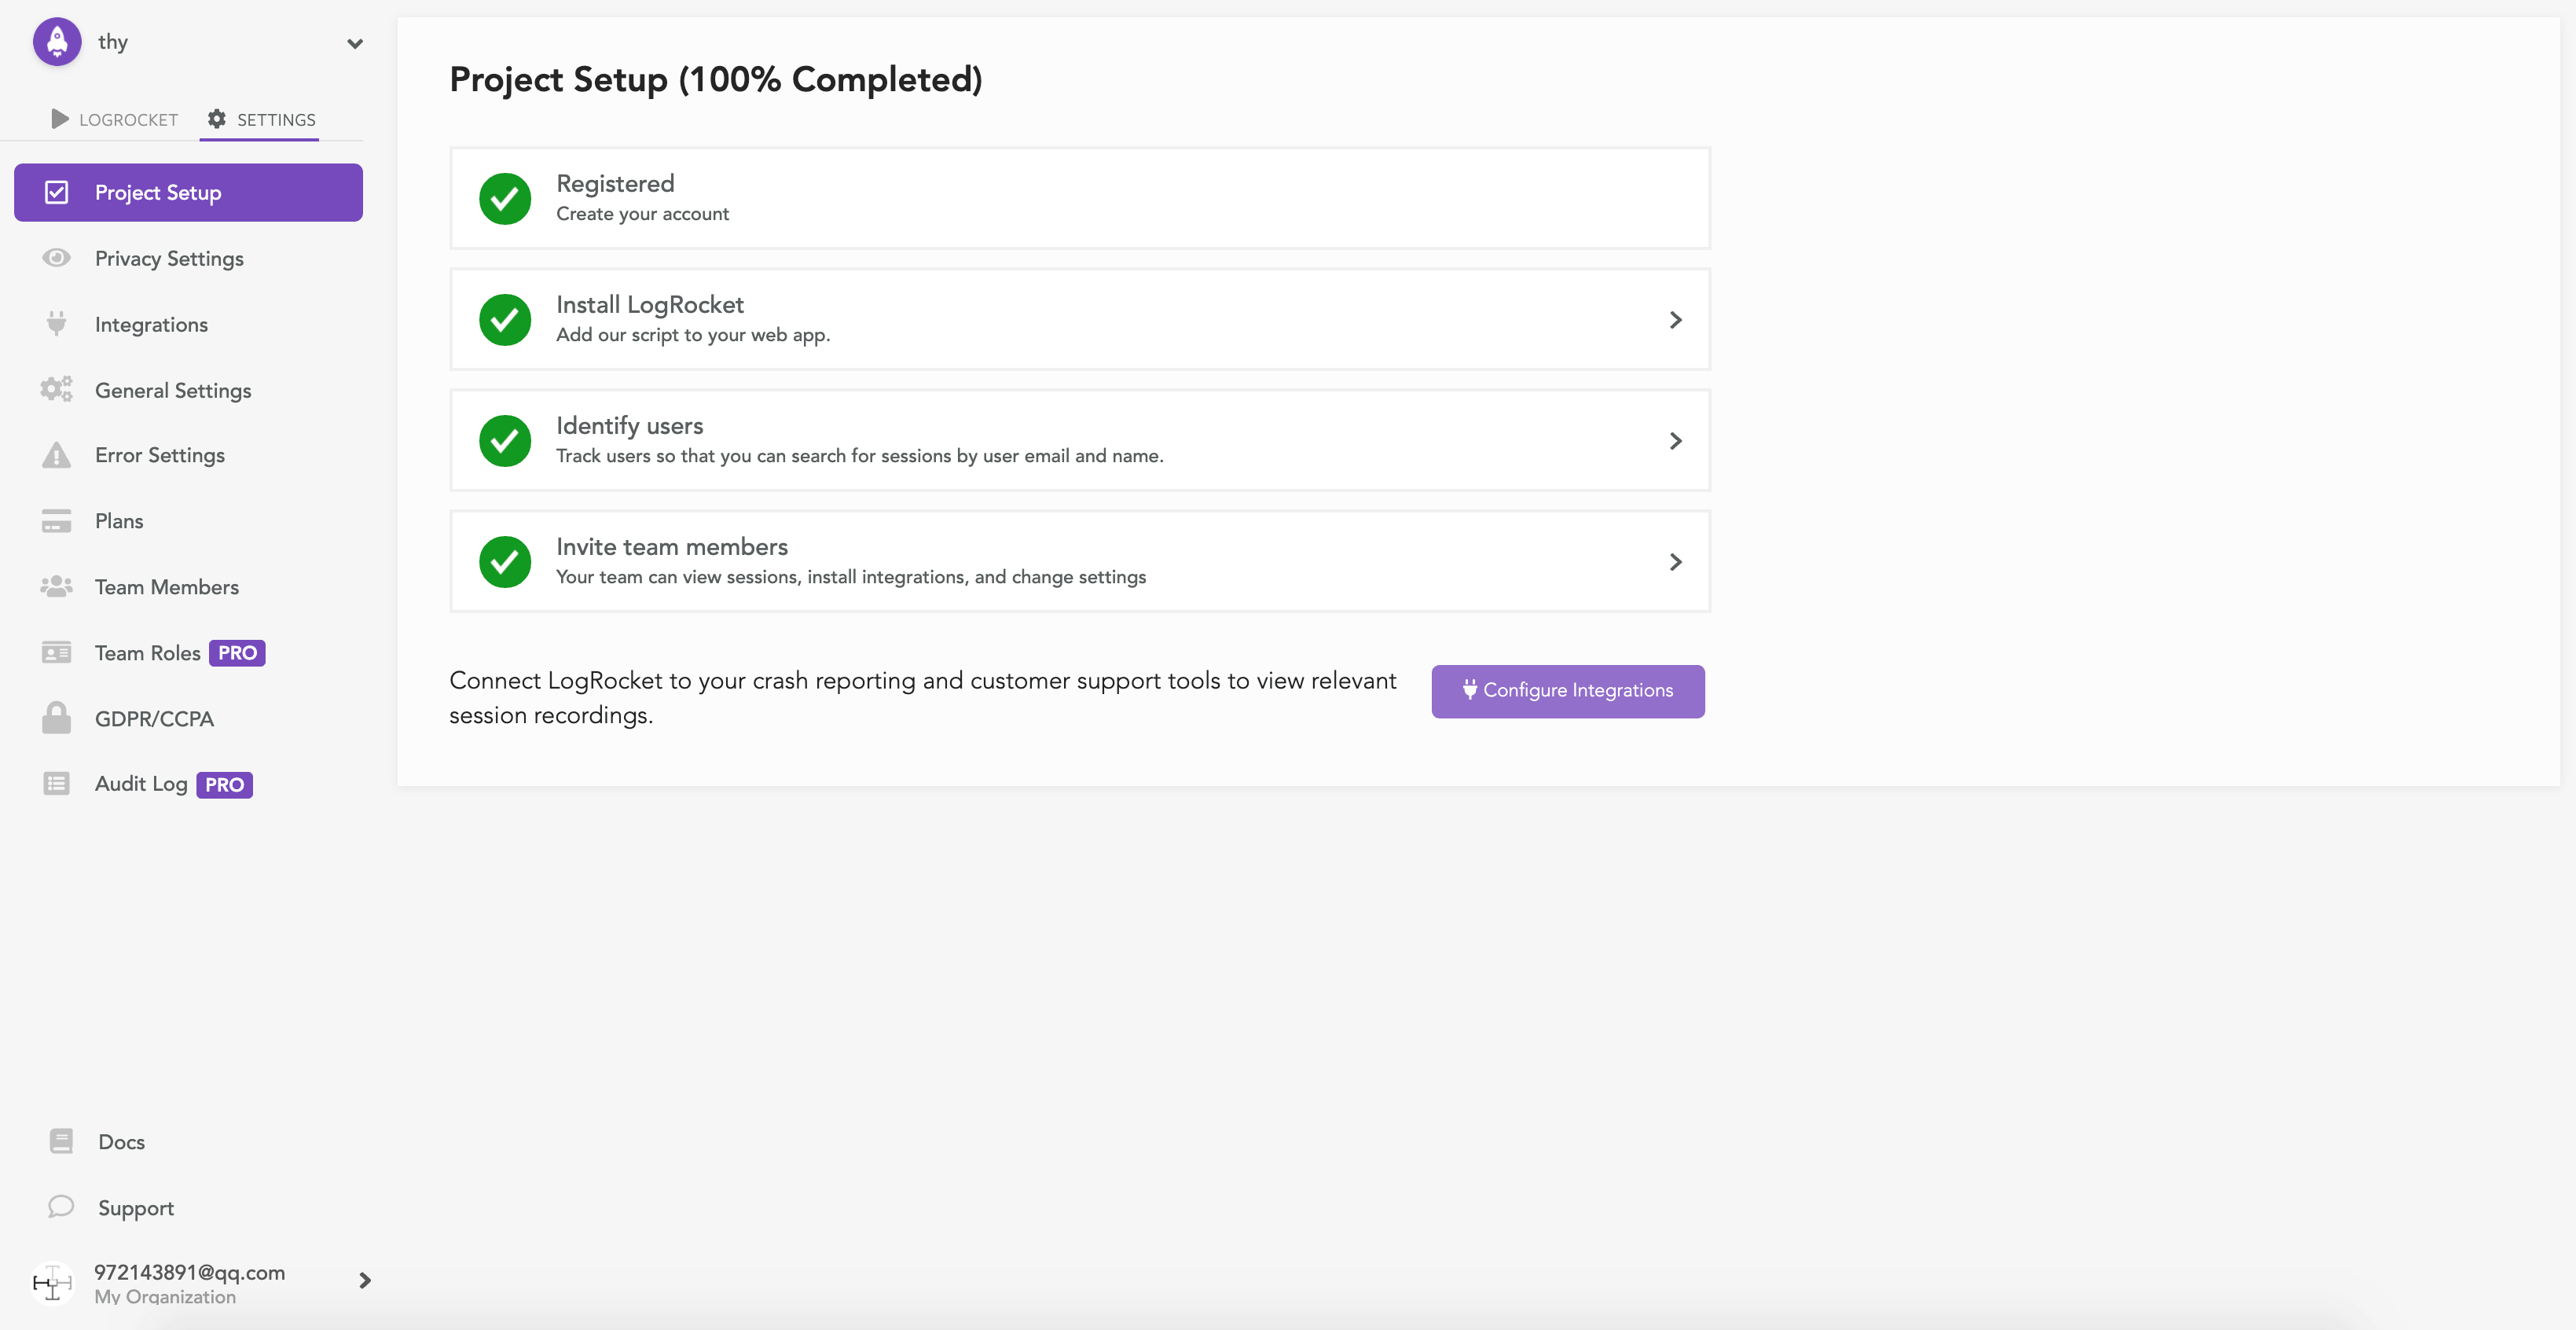 thy
LOGROCKET
SETTINGS
Project Setup
Privacy Settings
Integrations
General Settings
Error Settings
Plans
Team Members
Team Roles PRO
GDPR/CCPA
Audit Log PRO
Docs
Support
972143891@qq.com
My Organization
Project Setup (100% Completed)
Registered
Create your account
Install LogRocket
Add our script to your web app.
Identify users
Track users so that you can search for sessions by user email and name.
Invite team members
Your team can view sessions, install integrations, and change settings
Connect LogRocket to your crash reporting and customer support tools to view relevant
session recordings.
Configure Integrations